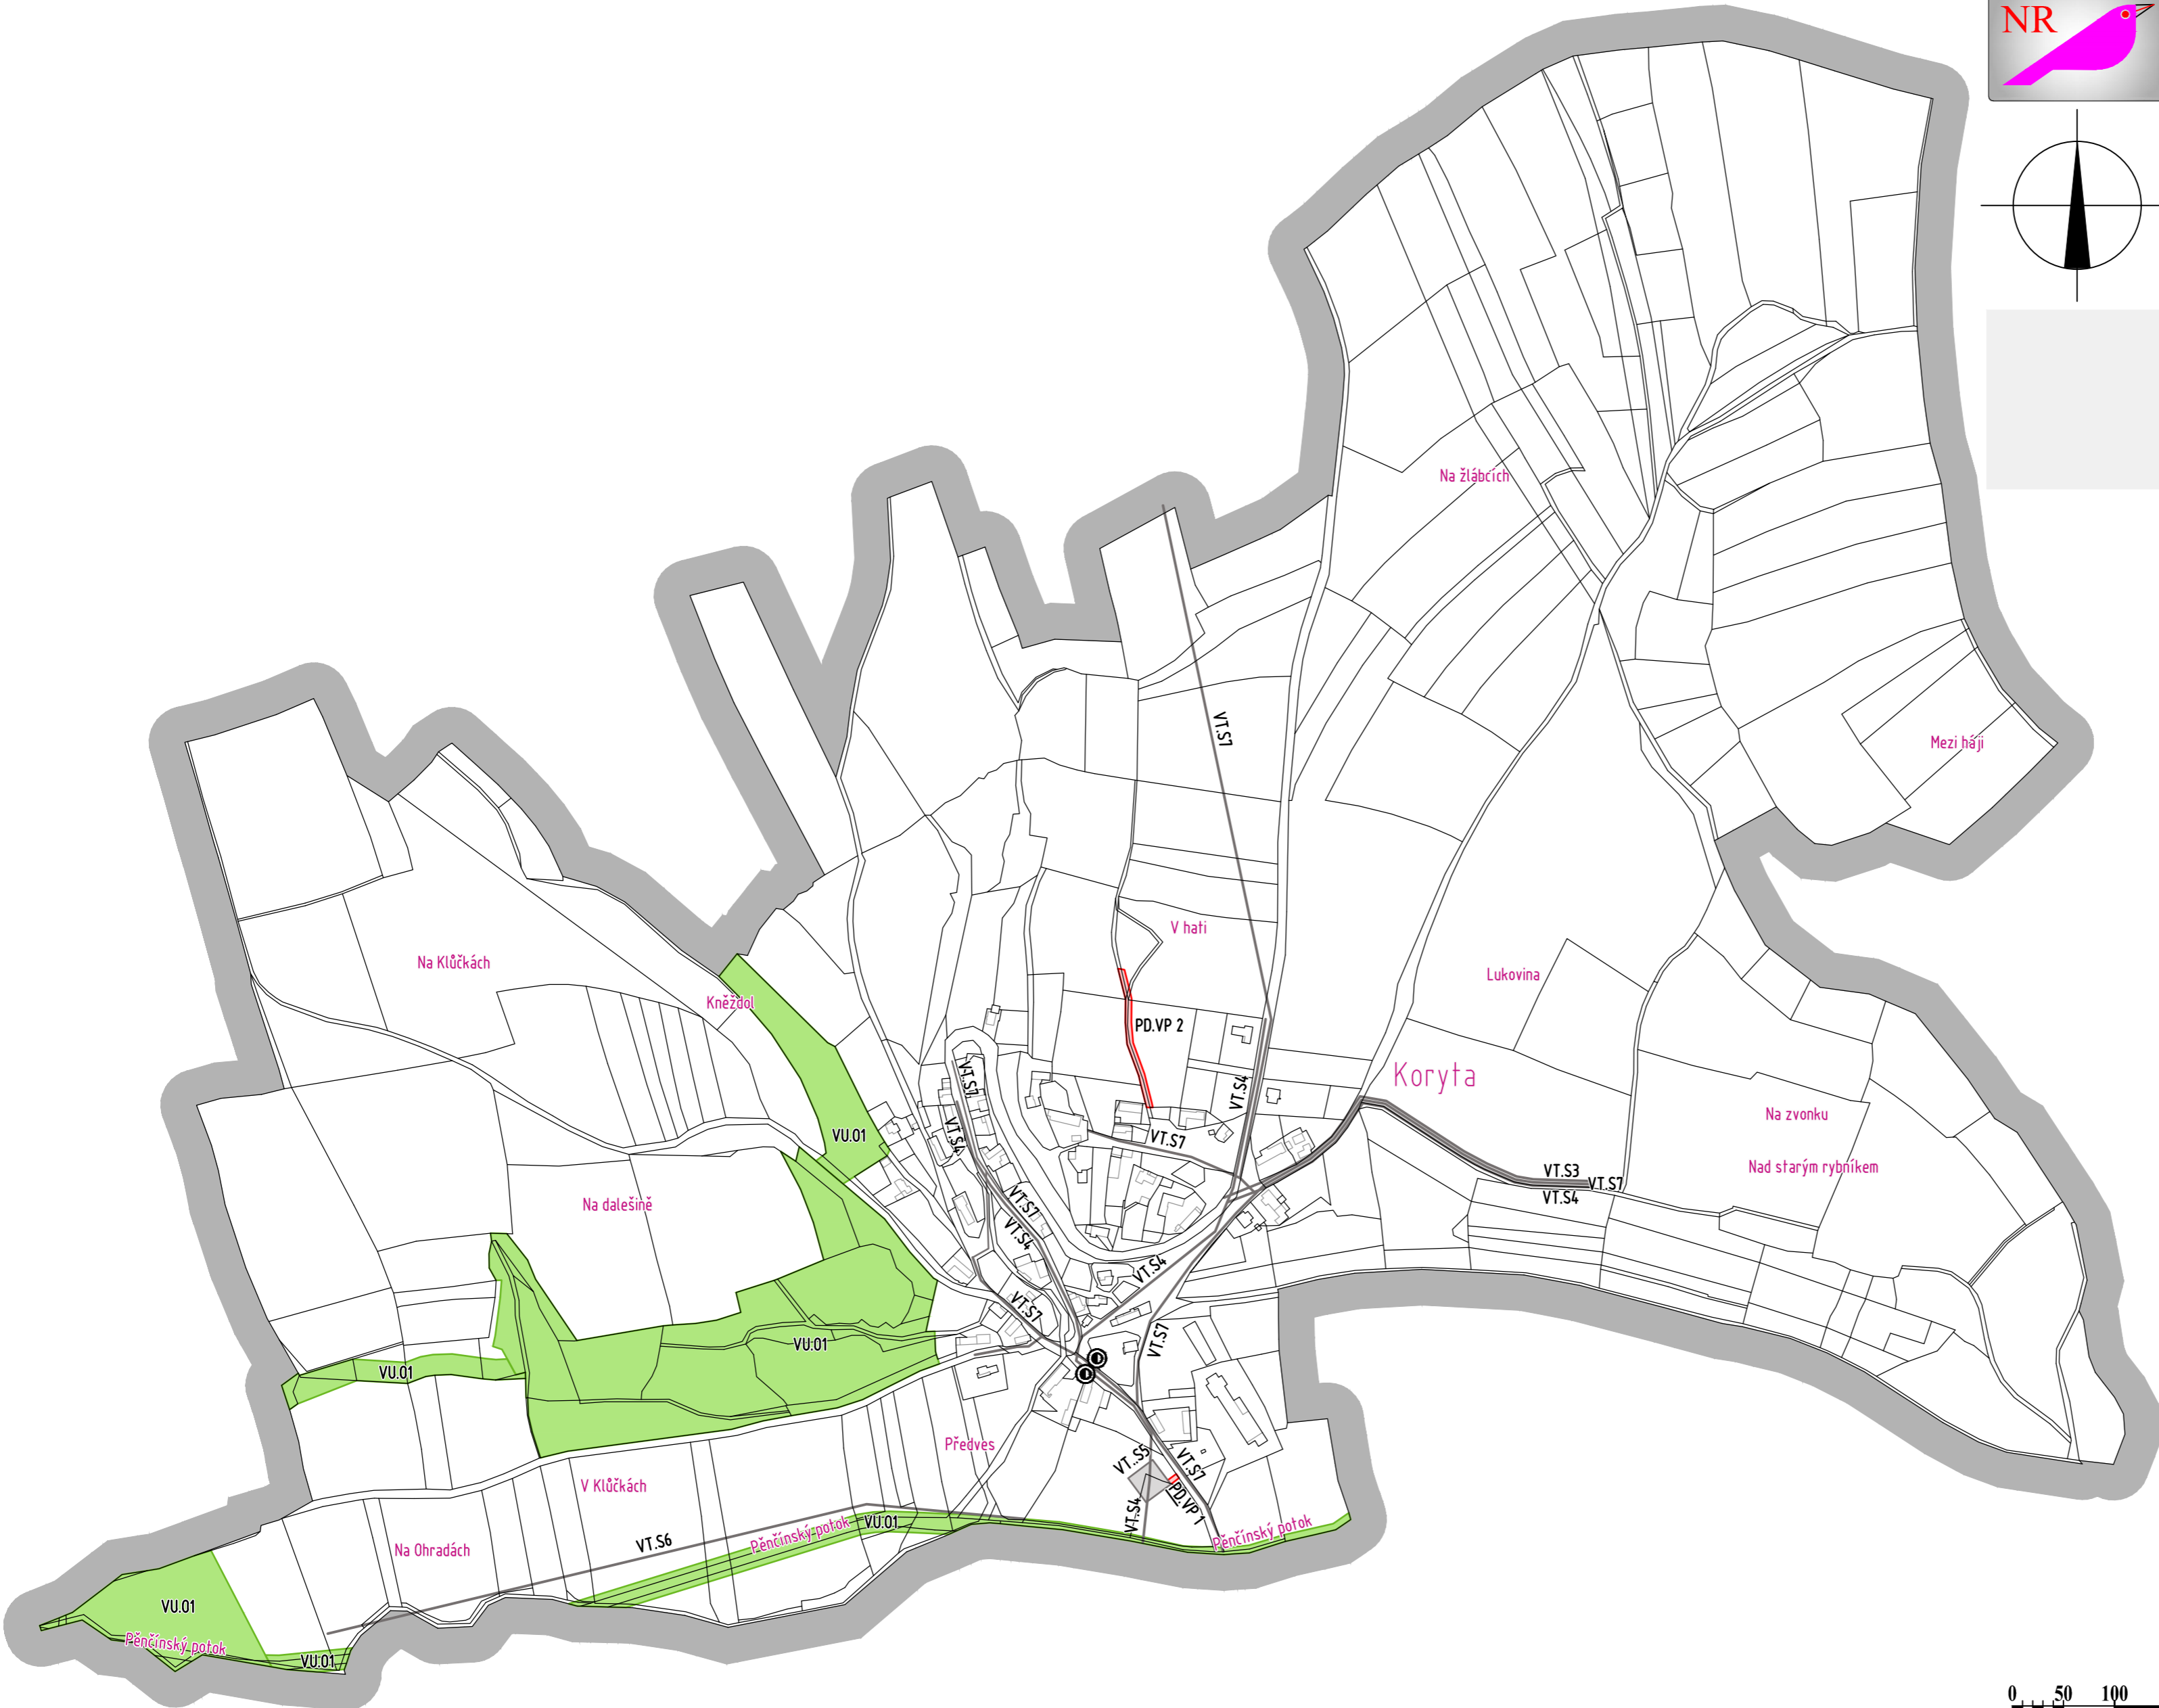 NR
Na žlábcích
VT.S7
Mezi háji
V hati
Na Klůčkách
Lukovina
Kněždol
PD.VP 2
Koryta
VT.S7
VT.S4
Na zvonku
VT.S4
VU.01
VT.S7
Nad starým rybníkem
VT.S3
VT.S7
VT.S4
Na dalešině
VT.S7
VT.S4
VT.S4
VT.S7
VT.S7
VU.01
VU.01
Předves
VT..S5
VT.S7
V Klůčkách
PD.VP 1
VT.S4
Pěnčínský potok
VU.01
Pěnčínský potok
VT.S6
Na Ohradách
VU.01
Pěnčínský potok
VU.01
0 50 100